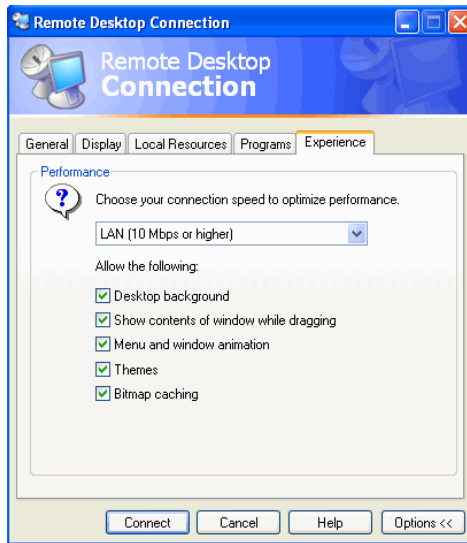 Remote Desktop Connection
Remote Desktop
Connection
General Display Local Resources Programs Experience
Performance
Choose your connection speed to optimize performance.
LAN (10 Mbps or higher)
Allow the following:
Desktop background
Show contents of window while dragging
Menu and window animation
Themes
Bitmap caching
Connect Cancel Help Options <<